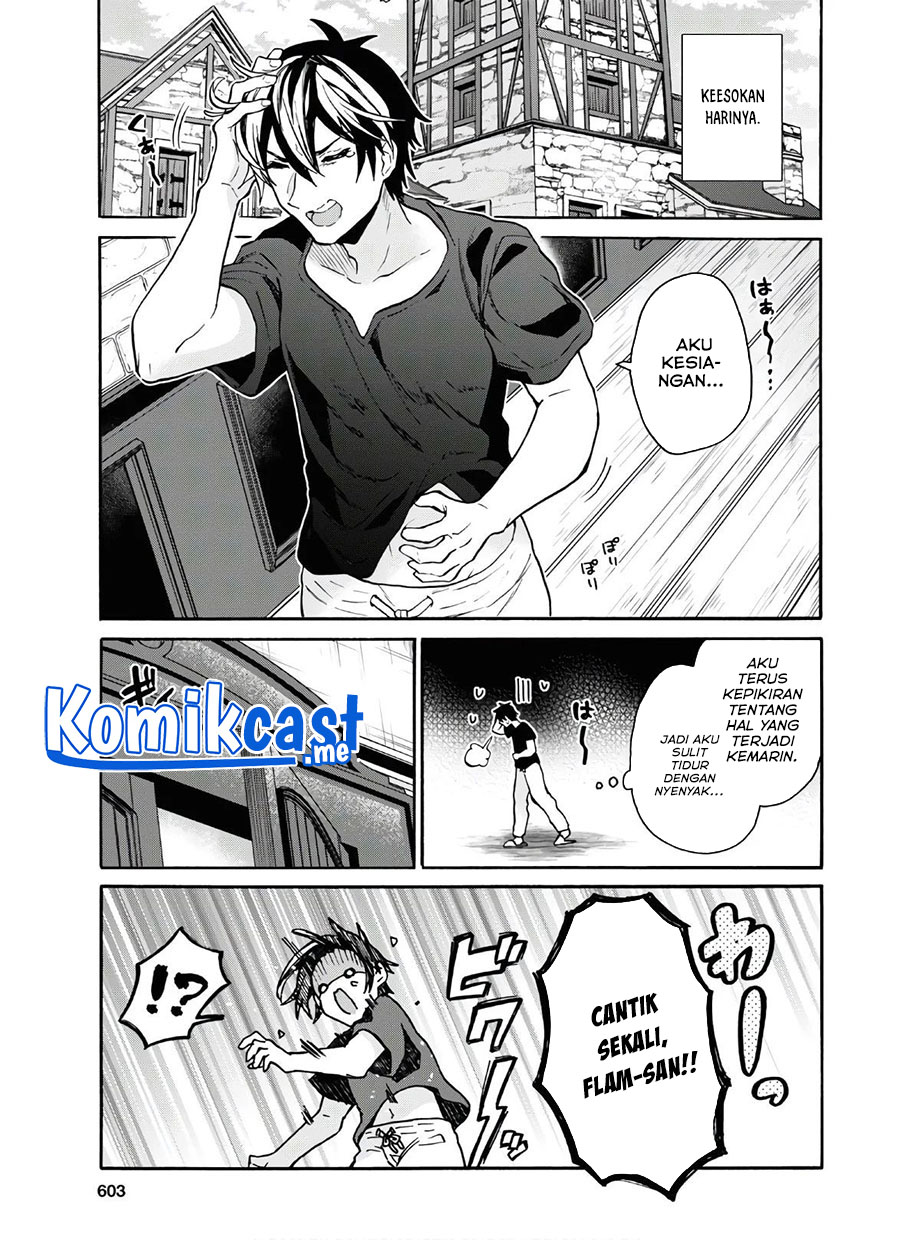 KEESOKAN
HARINYA.
くぁ〜
はぁ〜〜…
AKU
KESIA-
NGAN...
ぽり
ぽり
AKU
TERUS
KEPIKIRAN
TENTANG
HAL YANG
TERJADI
KEMARIN.
JADI AKU
SULIT
TIDUR
DENGAN
NYENYAK...
は〜
Komikcast
.me
わーっ
CANTIK
SEKALI,
FLAM-SAN!!
ビクーッ
!?
603